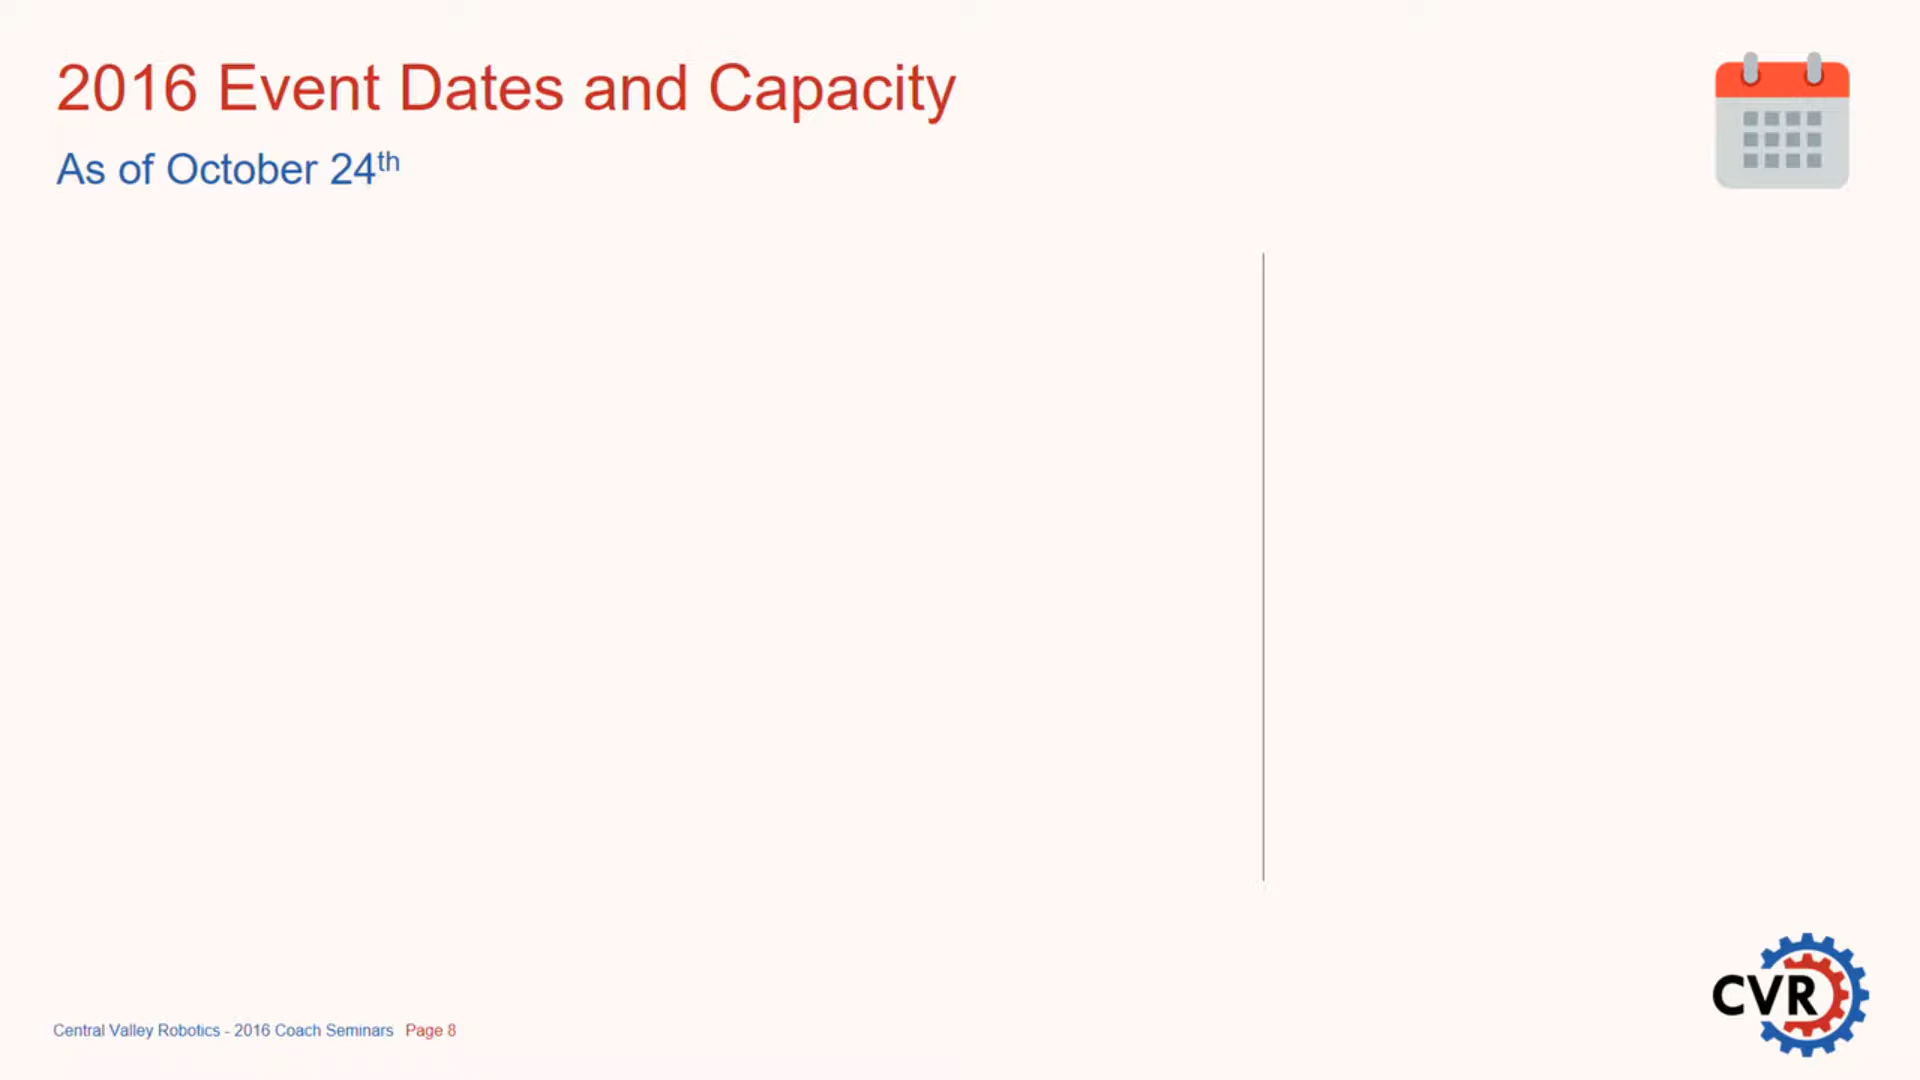 2016 Event Dates and Capacity
As of October 24th
Central Valley Robotics - 2016 Coach Seminars Page 8
CVR